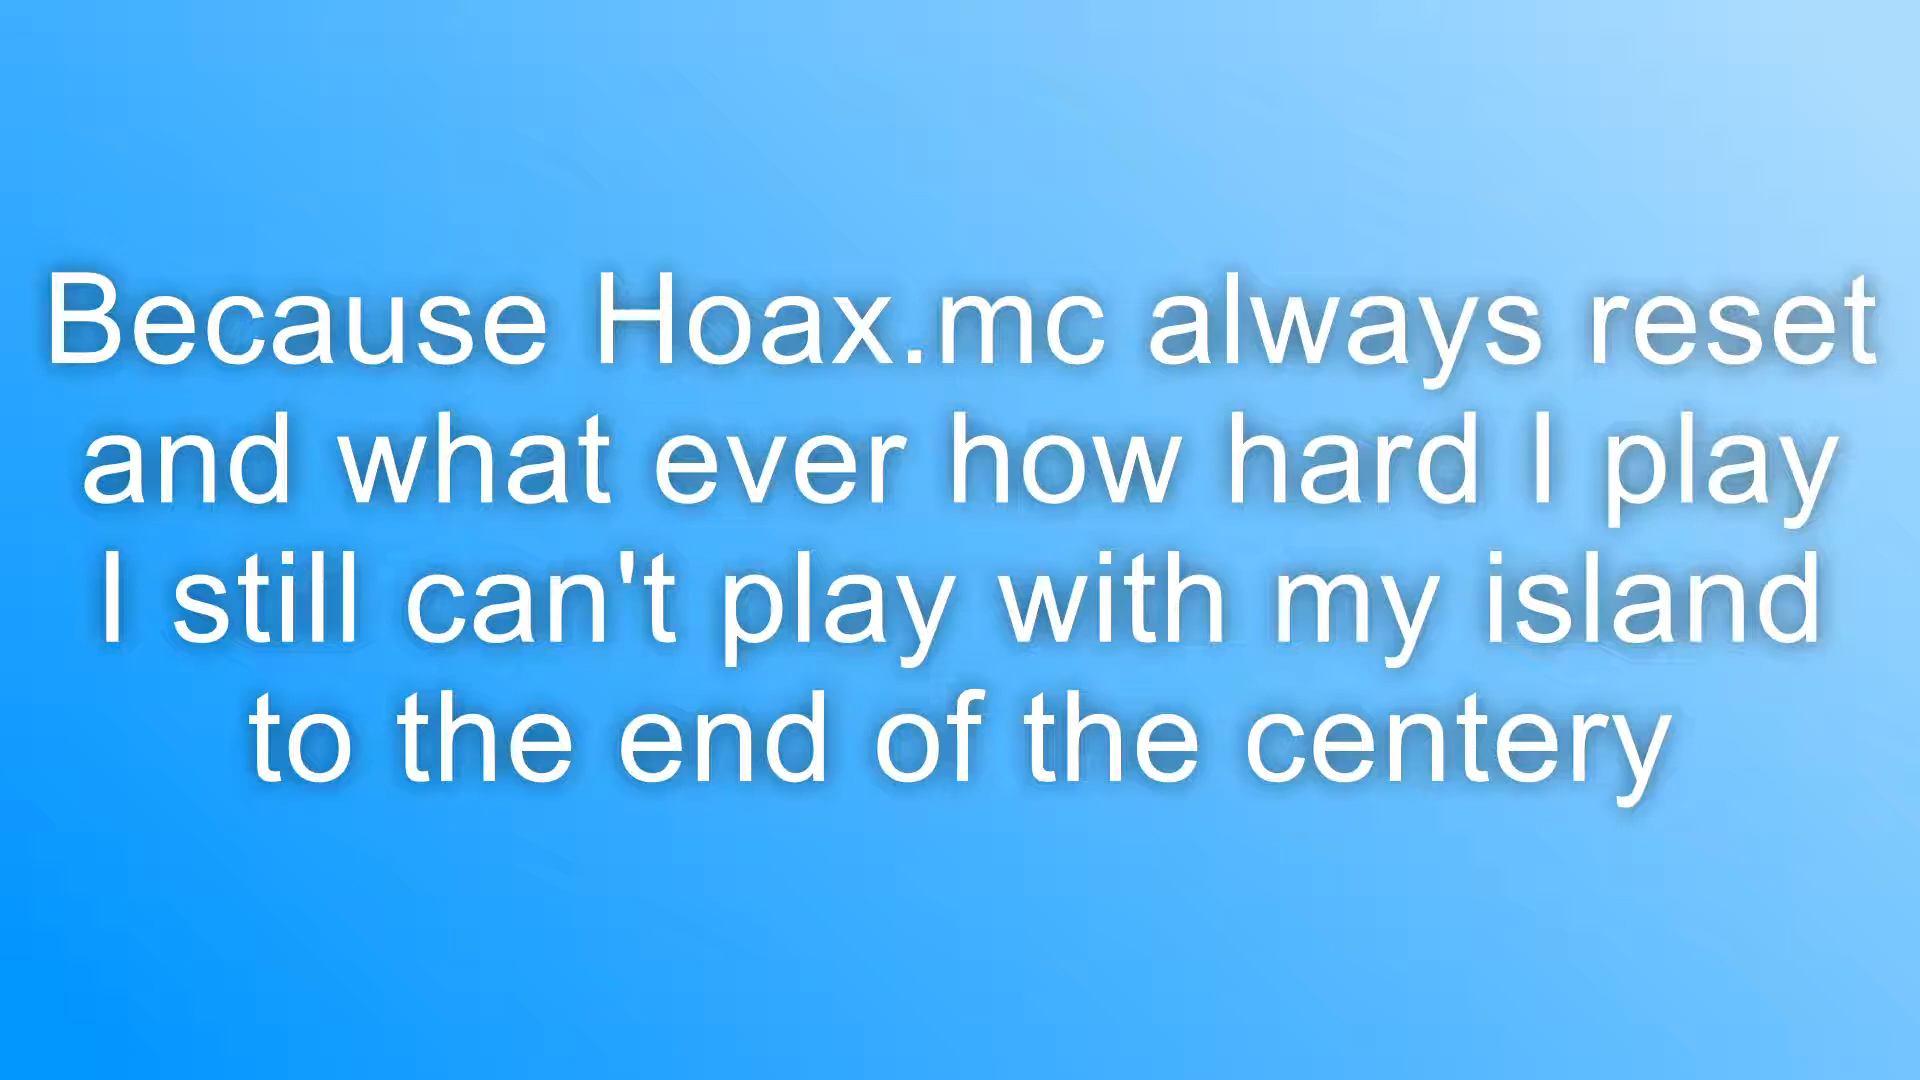 Because Hoax.mc always reset
and what ever how hard I play
I still can't play with my island
to the end of the centery